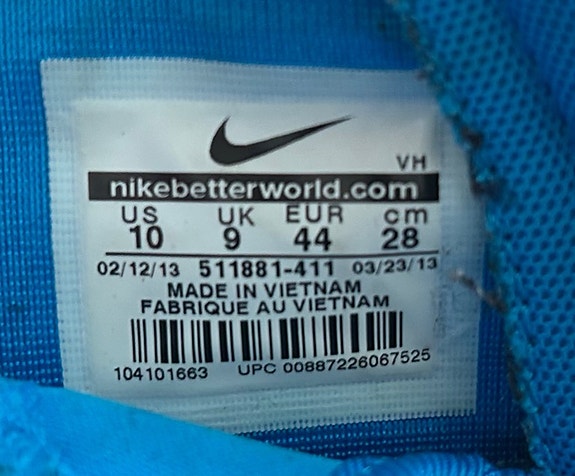 VH
nikebetterworld.com
US UK EUR cm
10 9 44 28
02/12/13 511881-411 03/23/13
MADE IN VIETNAM
FABRIQUE AU VIETNAM
104101663 UPC 00887226067525